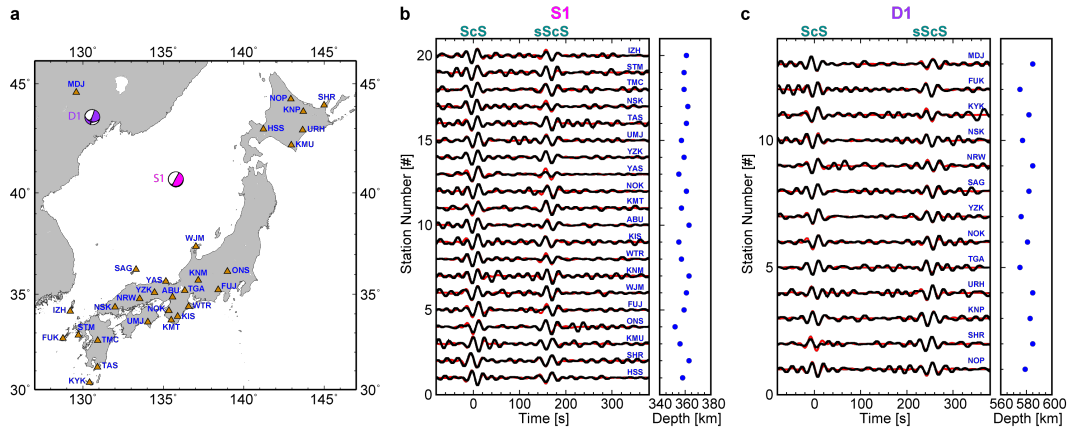 a
130˚
135˚
140˚
145˚
45˚
45˚
40˚
40˚
35˚
35˚
30˚
30˚
130˚
135˚
140˚
145˚
MDJ
D1
S1
NOP
SHR
KNP
HSS
URH
KMU
WJM
SAG
ONS
YAS
KNM
YZK
ABU
TGA
FUJ
NRW
NSK
NOK
WTR
IZH
UMJ
KIS
STM
KMT
FUK
TMC
TAS
KYK
b
S1
ScS
sScS
Station Number [#]
20
15
10
5
0
IZH
STM
TMC
NSK
TAS
UMJ
YZK
YAS
NOK
KMT
ABU
KIS
WTR
KNM
WJM
FUJ
ONS
KMU
SHR
HSS
0
100
200
300
Time [s]
340
360
380
Depth [km]
c
D1
ScS
sScS
Station Number [#]
10
5
0
MDJ
FUK
KYK
NSK
NRW
SAG
YZK
NOK
TGA
URH
KNP
SHR
NOP
0
100
200
300
Time [s]
560
580
600
Depth [km]